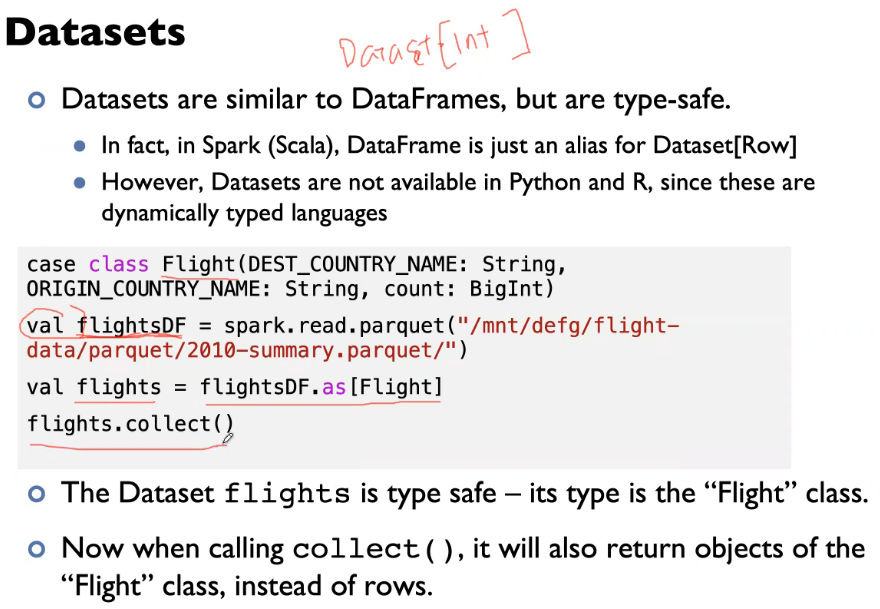 Datasets
Dataset[int]
Datasets are similar to DataFrames, but are type-safe.
In fact, in Spark (Scala), DataFrame is just an alias for Dataset[Row]
However, Datasets are not available in Python and R, since these are
dynamically typed languages
case class Flight(DEST_COUNTRY_NAME: String,
ORIGIN_COUNTRY_NAME: String, count: BigInt)
val flightsDF = spark.read.parquet("/mnt/defg/flight-
data/parquet/2010-summary.parquet/")
val flights = flightsDF.as[Flight]
flights.collect()
The Dataset flights is type safe – its type is the “Flight” class.
Now when calling collect(), it will also return objects of the
“Flight” class, instead of rows.